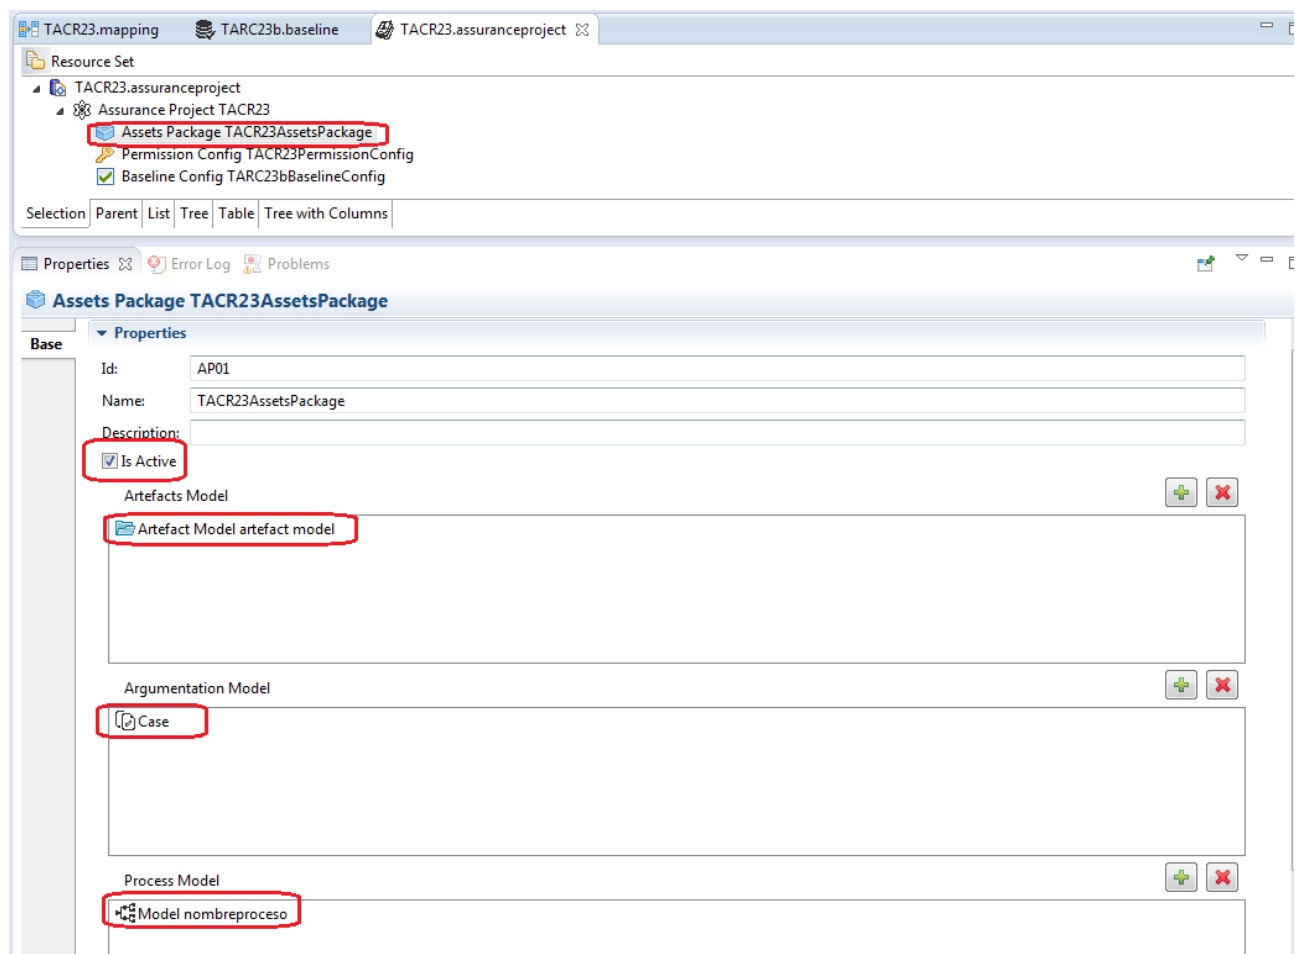 TACR23.mapping TARC23b.baseline TACR23.assuranceproject
Resource Set
TACR23.assuranceproject
Assurance Project TACR23
Assets Package TACR23AssetsPackage
Permission Config TACR23PermissionConfig
Baseline Config TARC23bBaselineConfig
Selection Parent List Tree Table Tree with Columns
Properties Error Log Problems
Assets Package TACR23AssetsPackage
Base
Properties
Id: AP01
Name: TACR23AssetsPackage
Description:
Is Active
Artefacts Model
Artefact Model artefact model
Argumentation Model
Case
Process Model
Model nombreproceso